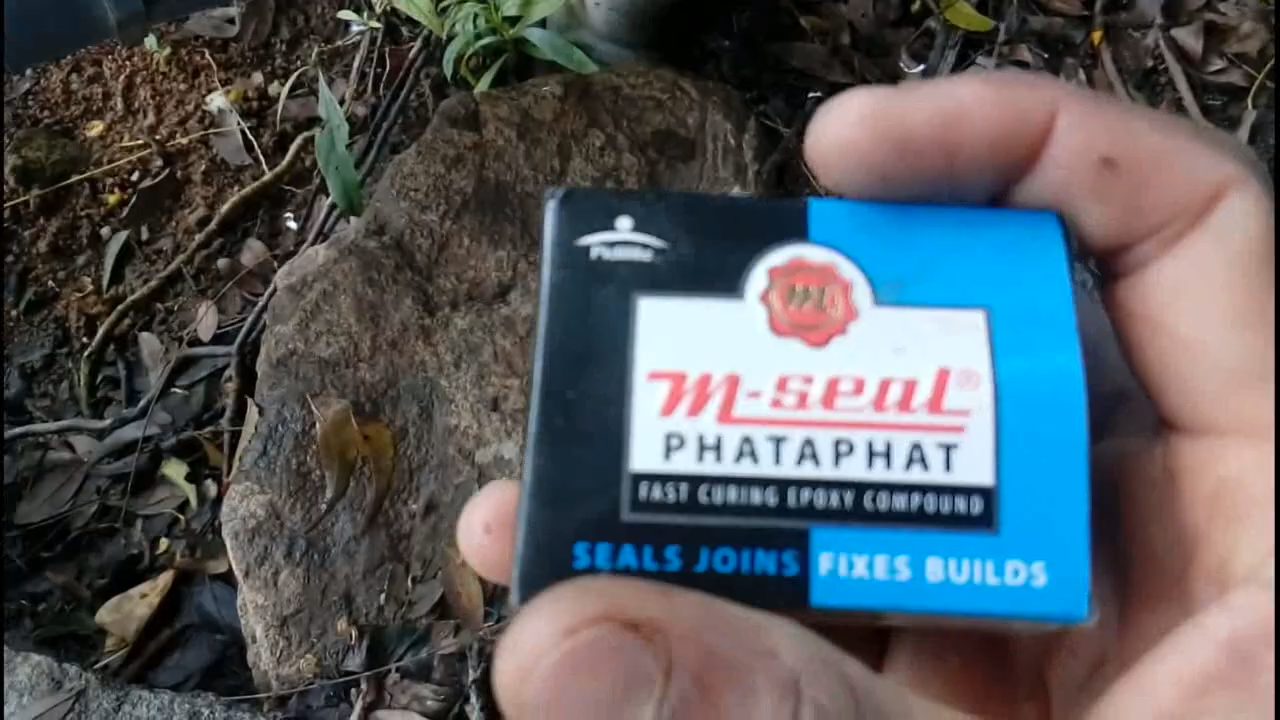 Pidilite
m-seal®
PHATAPHAT
FAST CURING EPOXY COMPOUND
SEALS JOINS FIXES BUILDS